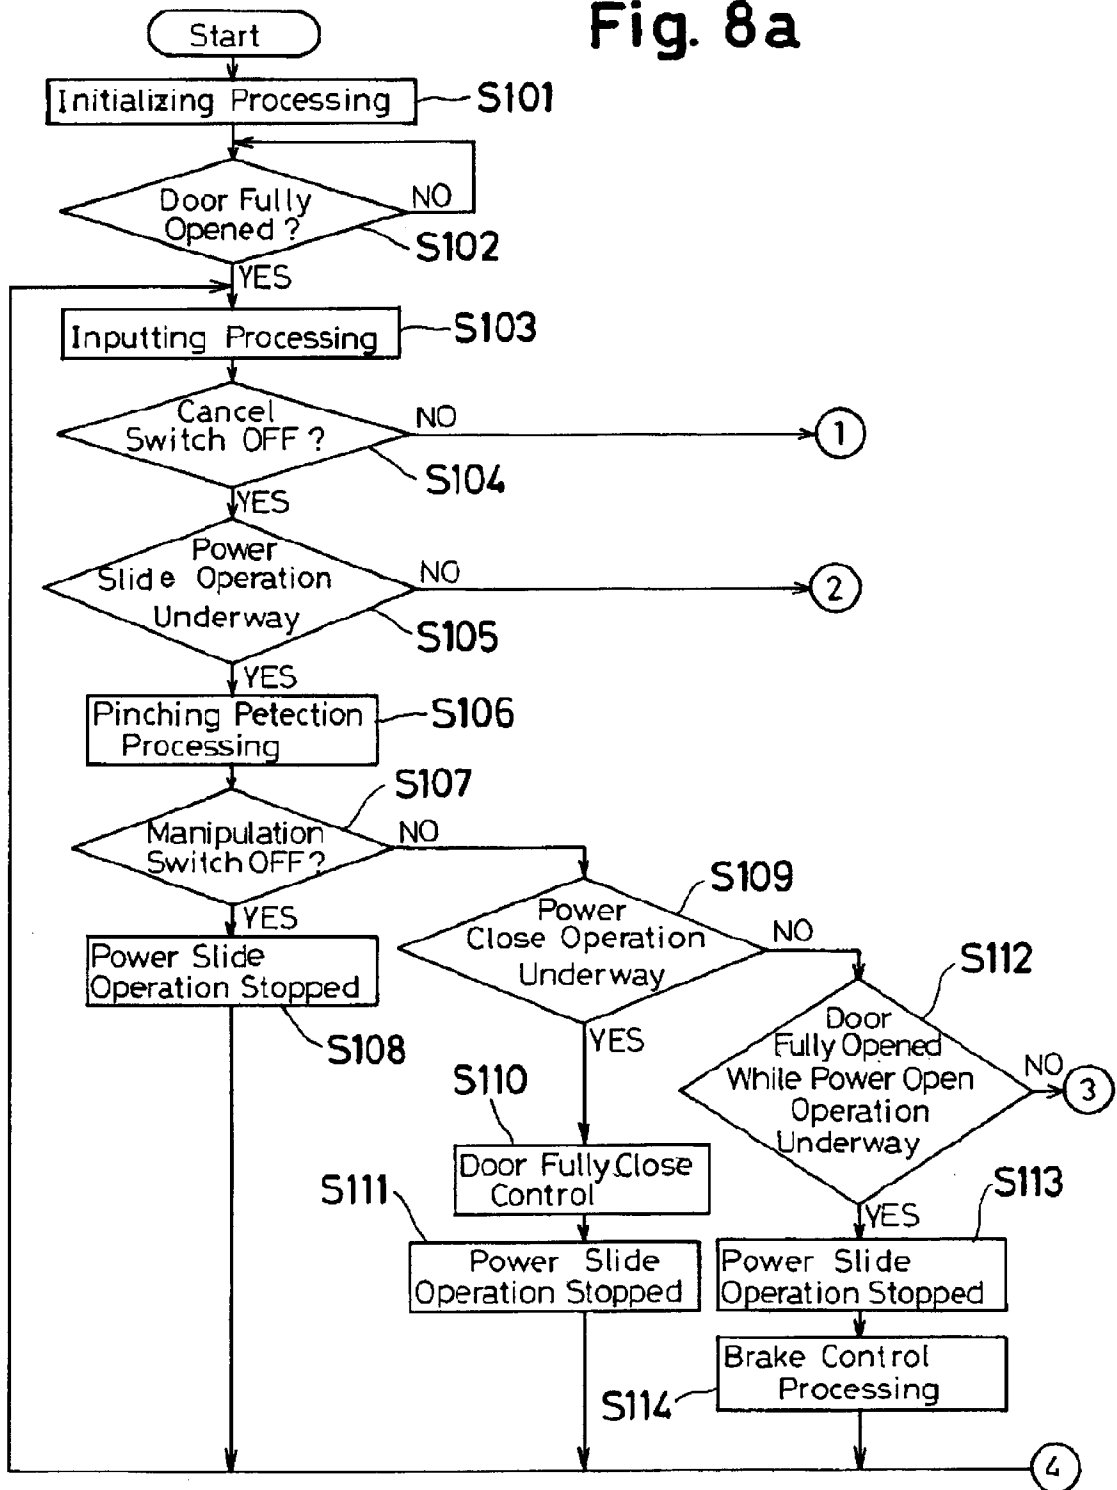 Fig. 8a
Start
Initializing Processing
S101
Door Fully
Opened ?
NO
S102
YES
Inputting Processing
S103
Cancel
Switch OFF ?
NO
1
S104
YES
Power
Slide Operation
Underway
NO
2
S105
YES
Pinching Petection
Processing
S106
S107
Manipulation
Switch OFF?
NO
YES
Power Slide
Operation Stopped
S108
S109
Power
Close Operation
Underway
NO
YES
S112
Door
Fully Opened
While Power Open
Operation
Underway
NO
3
YES
S110
Door Fully Close
Control
S111
Power Slide
Operation Stopped
S113
Power Slide
Operation Stopped
Brake Control
Processing
S114
4